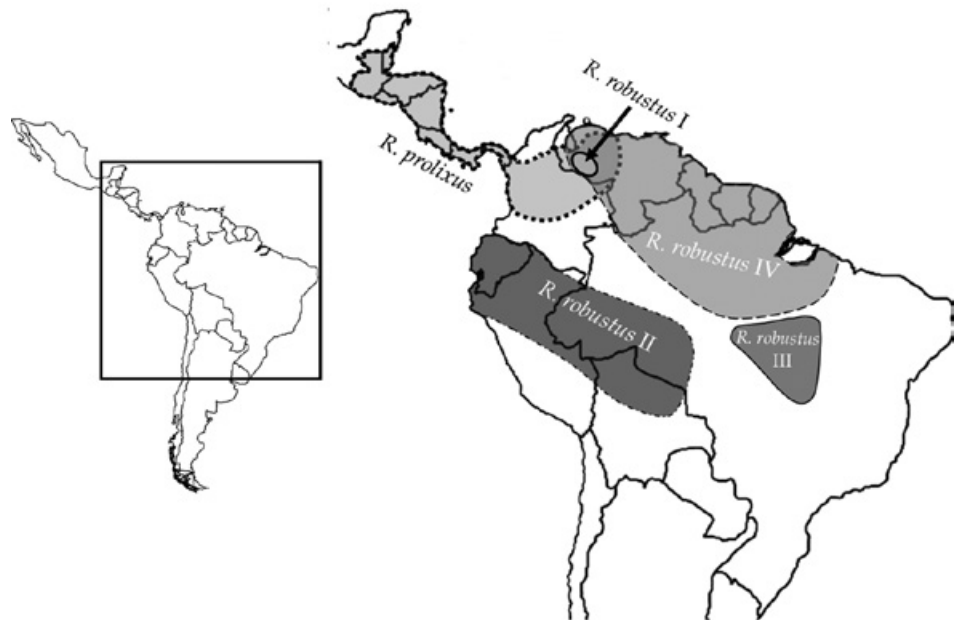 R. robustus I
R. prolixus
R. robustus IV
R. robustus II
R. robustus
III